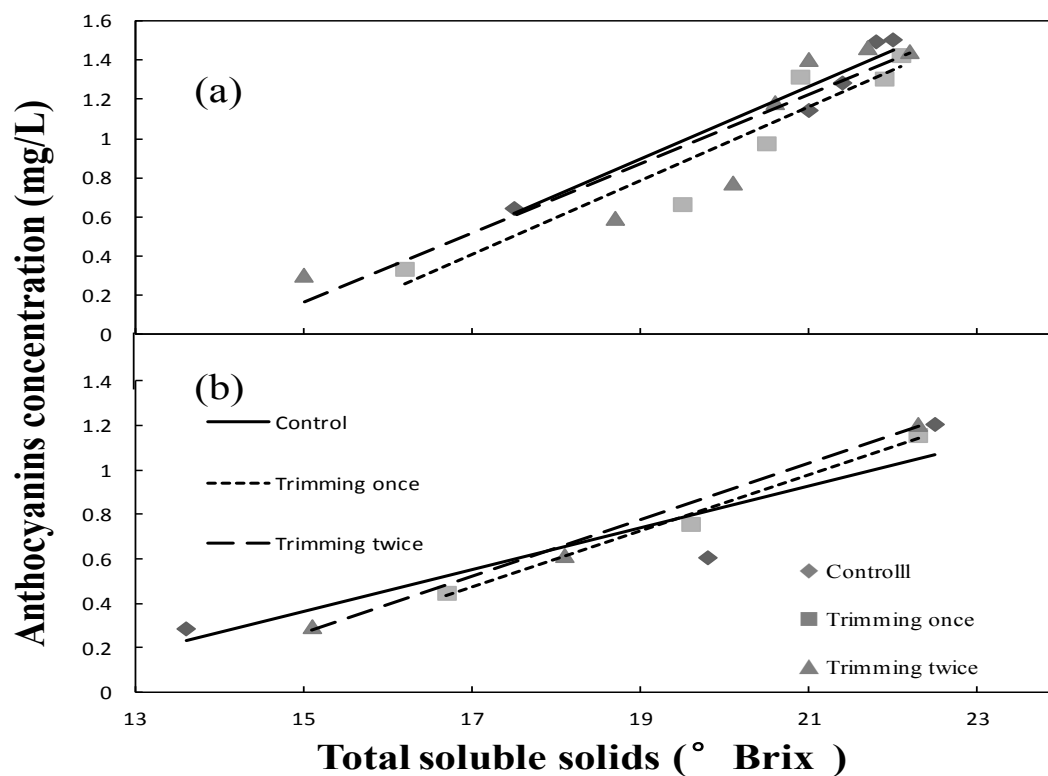 Anthocyanins concentration (mg/L)
1.6
1.4
1.2
1
0.8
0.6
0.4
0.2
0
(a)
1.4
1.2
1
0.8
0.6
0.4
0.2
0
(b)
Control
Trimming once
Trimming twice
Controlll
Trimming once
Trimming twice
13 15 17 19 21 23
Total soluble solids (° Brix )